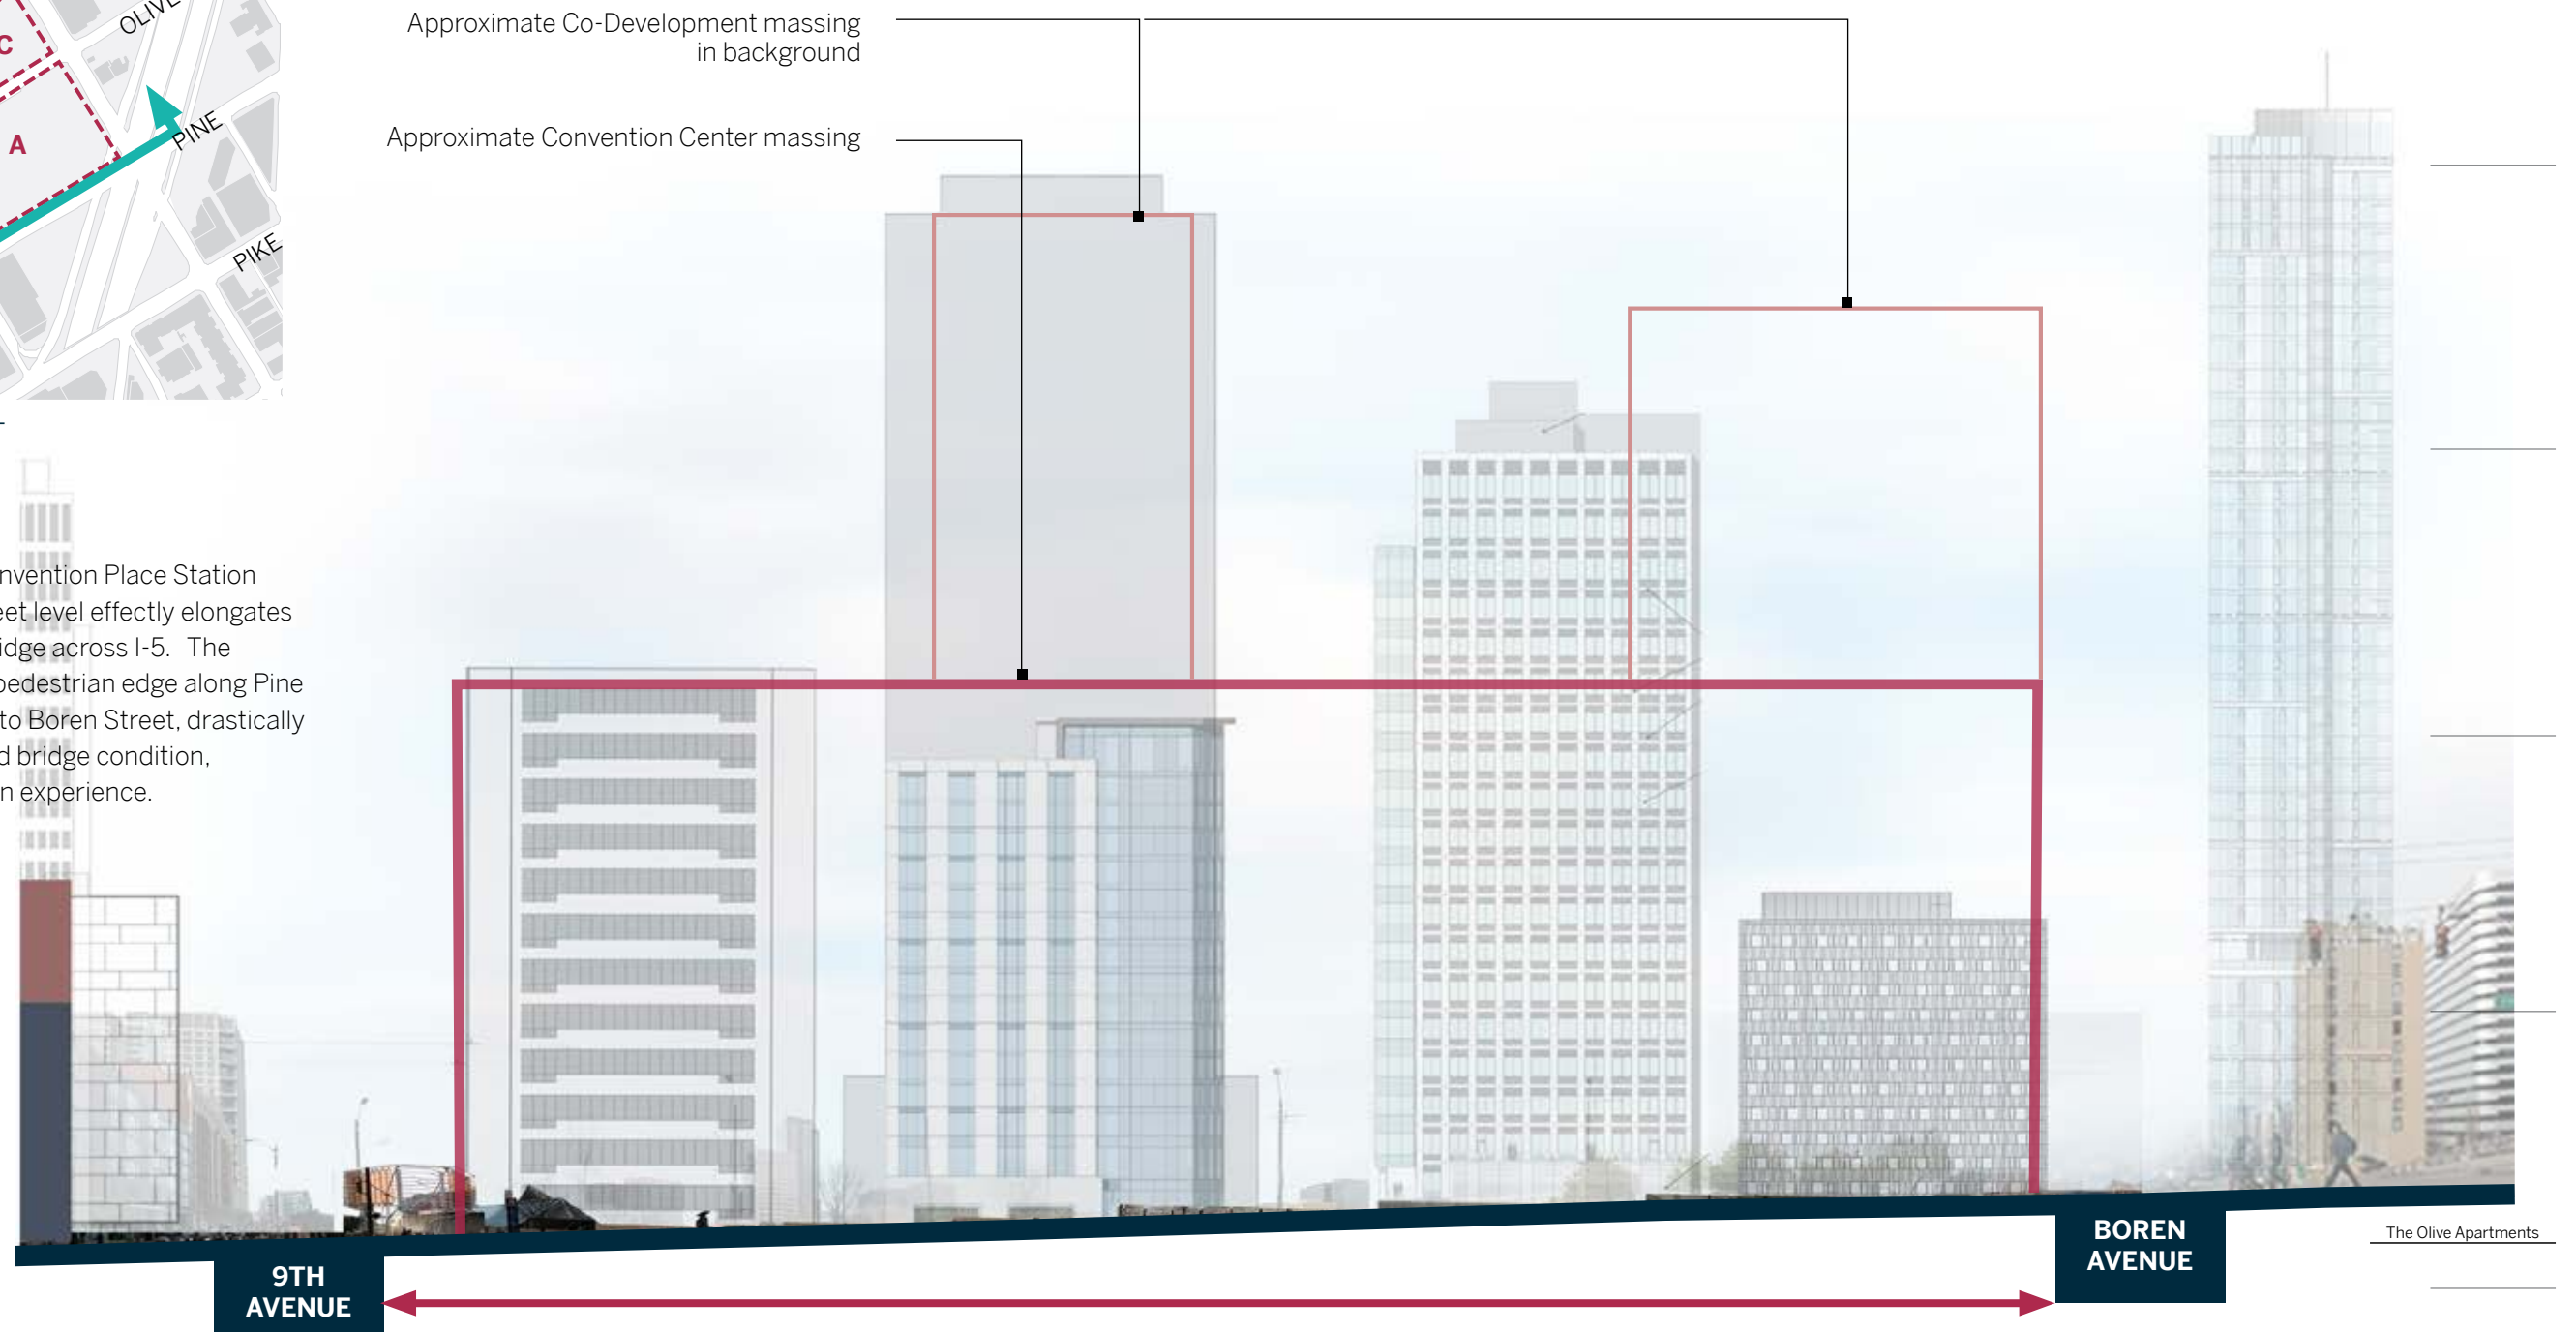 OLIVE
C
A
PINE
PIKE
Approximate Co-Development massing
in background
Approximate Convention Center massing
nvention Place Station
eet level effectly elongates
idge across I-5. The
pedestrian edge along Pine
to Boren Street, drastically
d bridge condition,
n experience.
9TH
AVENUE
BOREN
AVENUE
The Olive Apartments